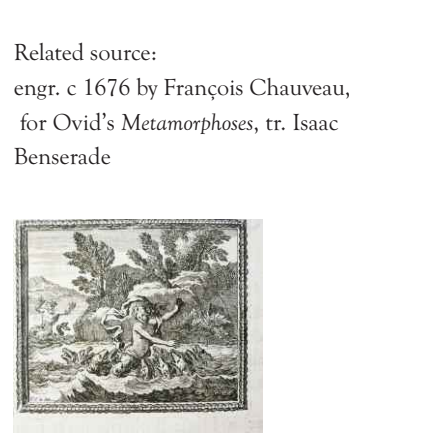 Related source:
engr. c 1676 by François Chauveau,
for Ovid’s Metamorphoses, tr. Isaac
Benserade